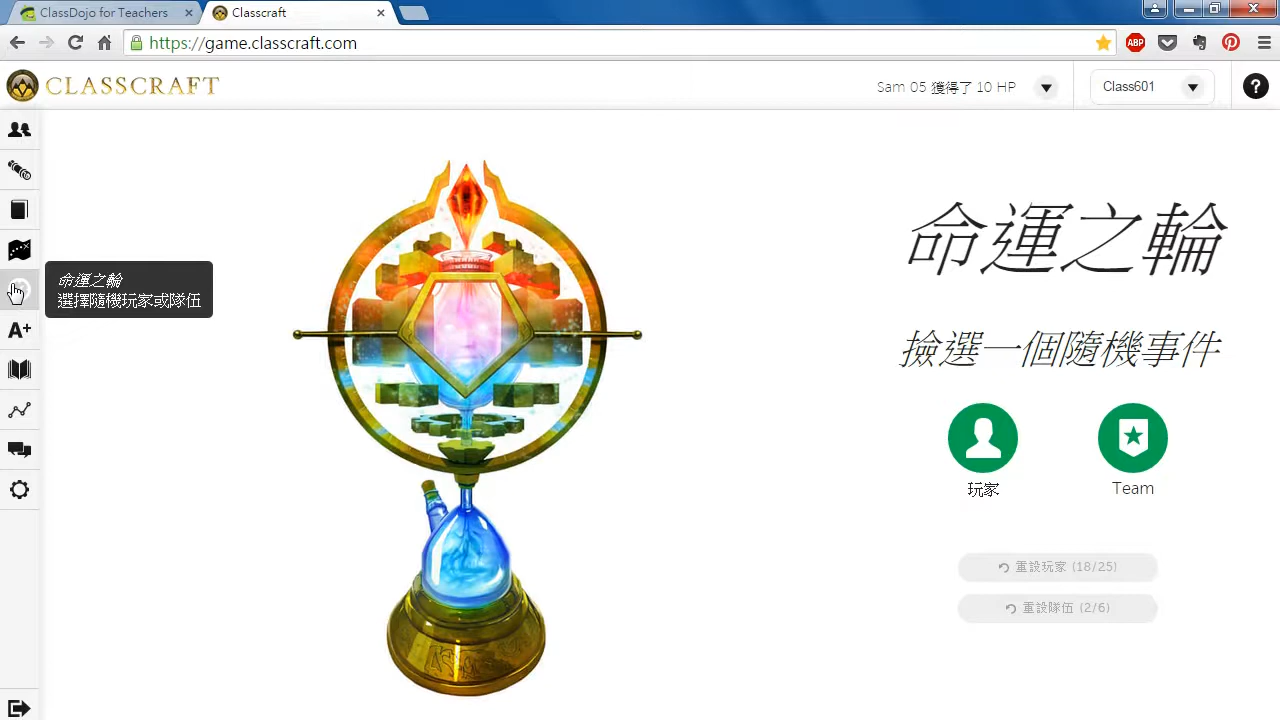 ClassDojo for Teachers
Classcraft
https://game.classcraft.com
ABP
CLASSCRAFT
Sam 05 獲得了 10 HP
Class601
?
命運之輪
選擇隨機玩家或隊伍
A+
命運之輪
撿選一個隨機事件
玩家
Team
重設玩家 (18/25)
重設隊伍 (2/6)